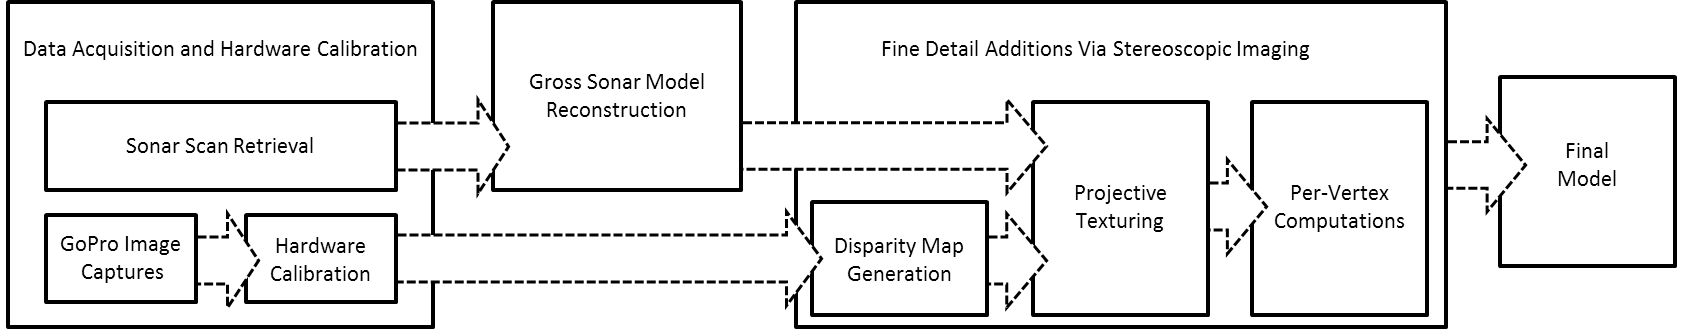 Data Acquisition and Hardware Calibration
Sonar Scan Retrieval
GoPro Image
Captures
Hardware
Calibration
Gross Sonar Model
Reconstruction
Fine Detail Additions Via Stereoscopic Imaging
Disparity Map
Generation
Projective
Texturing
Per-Vertex
Computations
Final
Model